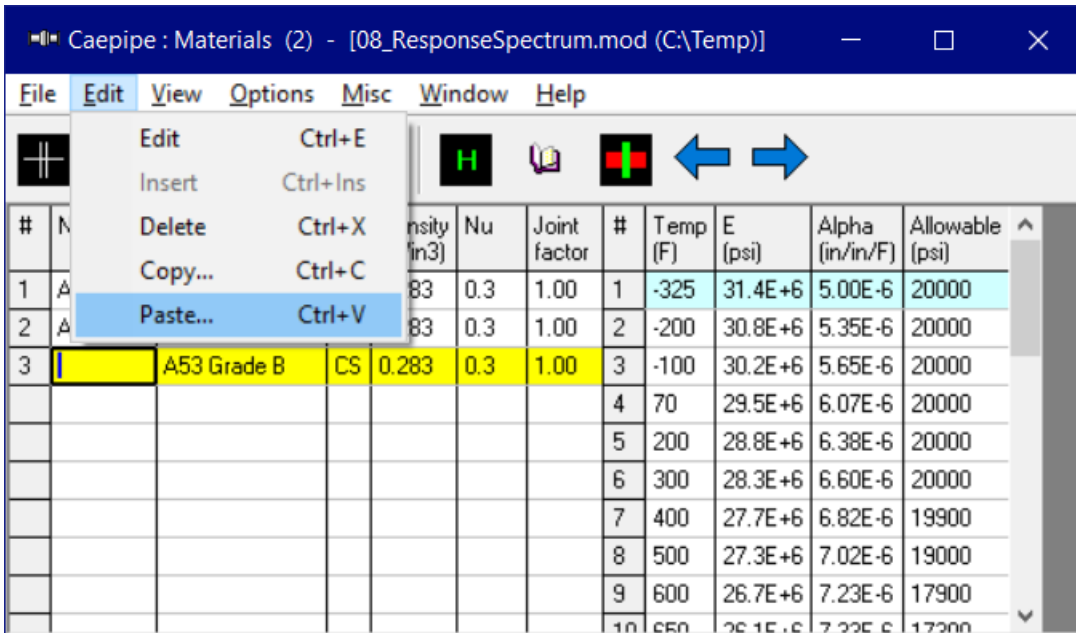 Caepipe : Materials (2) - [08_ResponseSpectrum.mod (C:\Temp)]
File Edit View Options Misc Window Help
Edit Ctrl+E
Insert Ctrl+Ins
Delete Ctrl+X
Copy... Ctrl+C
Paste... Ctrl+V
H
# N nsity Nu Joint # Temp E Alpha Allowable
/in3) factor (F) (psi) (in/in/F) (psi)
1 A 83 0.3 1.00 1 -325 31.4E+6 5.00E-6 20000
2 A 83 0.3 1.00 2 -200 30.8E+6 5.35E-6 20000
3 A53 Grade B CS 0.283 0.3 1.00 3 -100 30.2E+6 5.65E-6 20000
4 70 29.5E+6 6.07E-6 20000
5 200 28.8E+6 6.38E-6 20000
6 300 28.3E+6 6.60E-6 20000
7 400 27.7E+6 6.82E-6 19900
8 500 27.3E+6 7.02E-6 19000
9 600 26.7E+6 7.23E-6 17900
10 650